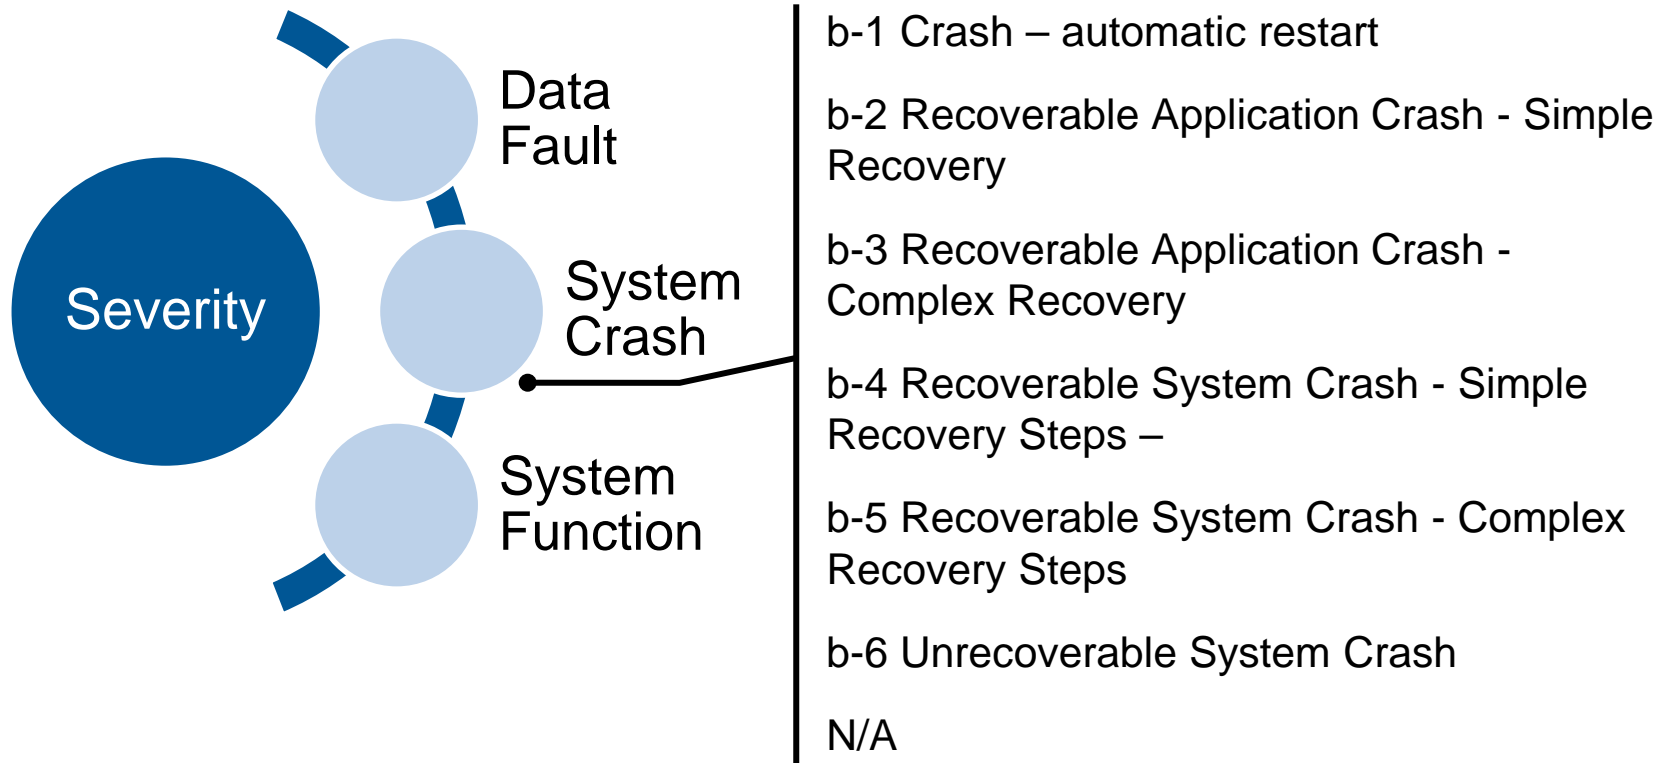 Severity
Data
Fault
System
Crash
System
Function
b-1 Crash – automatic restart
b-2 Recoverable Application Crash - Simple
Recovery
b-3 Recoverable Application Crash -
Complex Recovery
b-4 Recoverable System Crash - Simple
Recovery Steps –
b-5 Recoverable System Crash - Complex
Recovery Steps
b-6 Unrecoverable System Crash
N/A